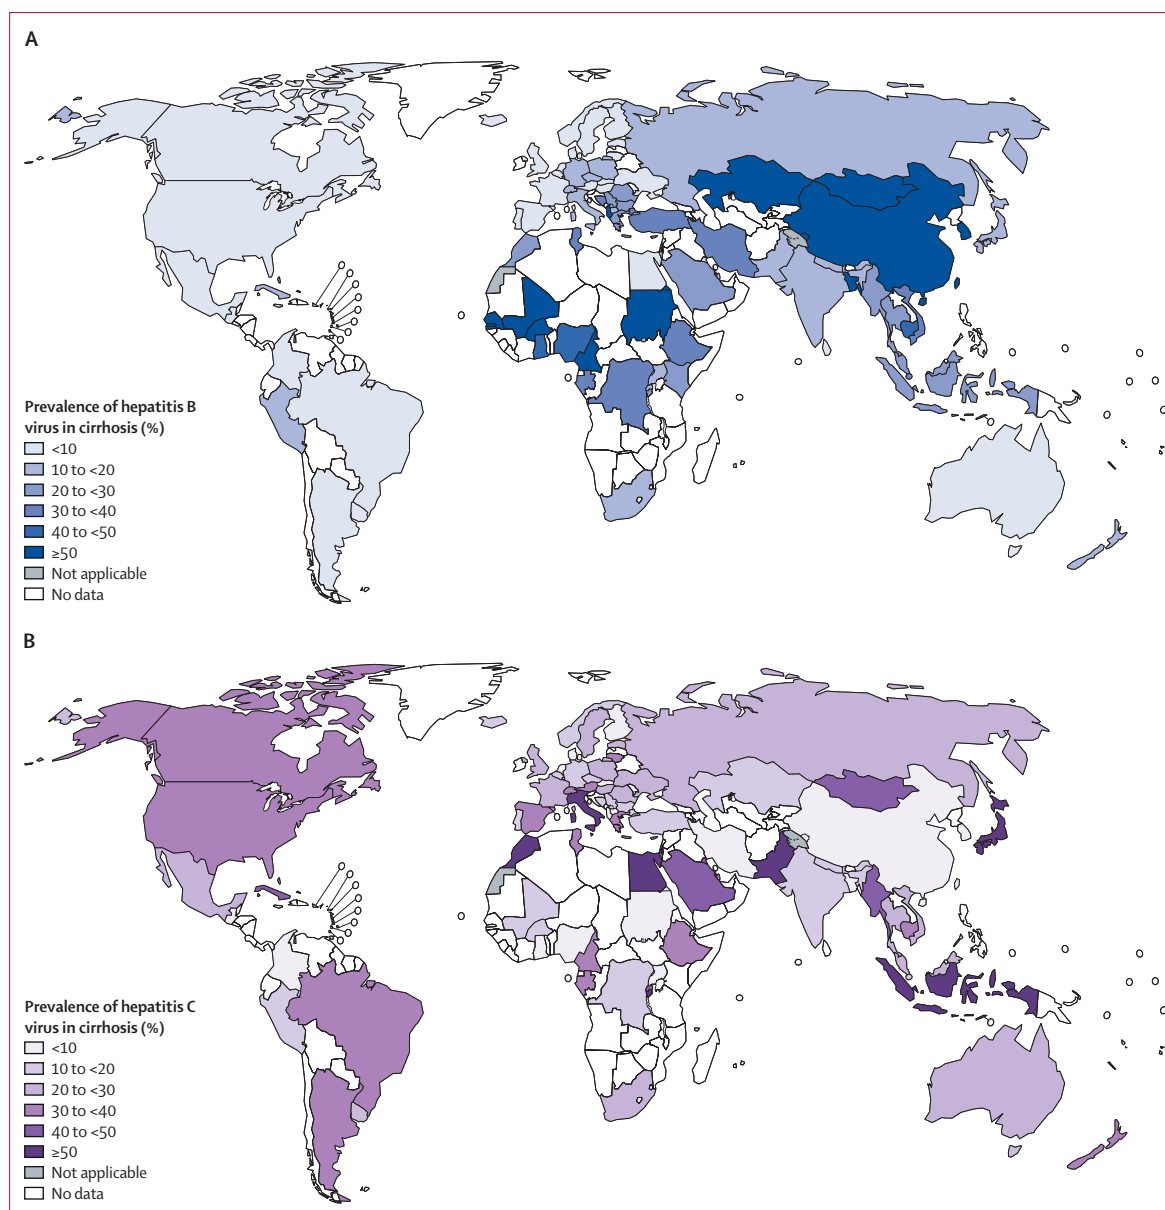 A
Prevalence of hepatitis B
virus in cirrhosis (%)
<10
10 to <20
20 to <30
30 to <40
40 to <50
≥50
Not applicable
No data
B
Prevalence of hepatitis C
virus in cirrhosis (%)
<10
10 to <20
20 to <30
30 to <40
40 to <50
≥50
Not applicable
No data